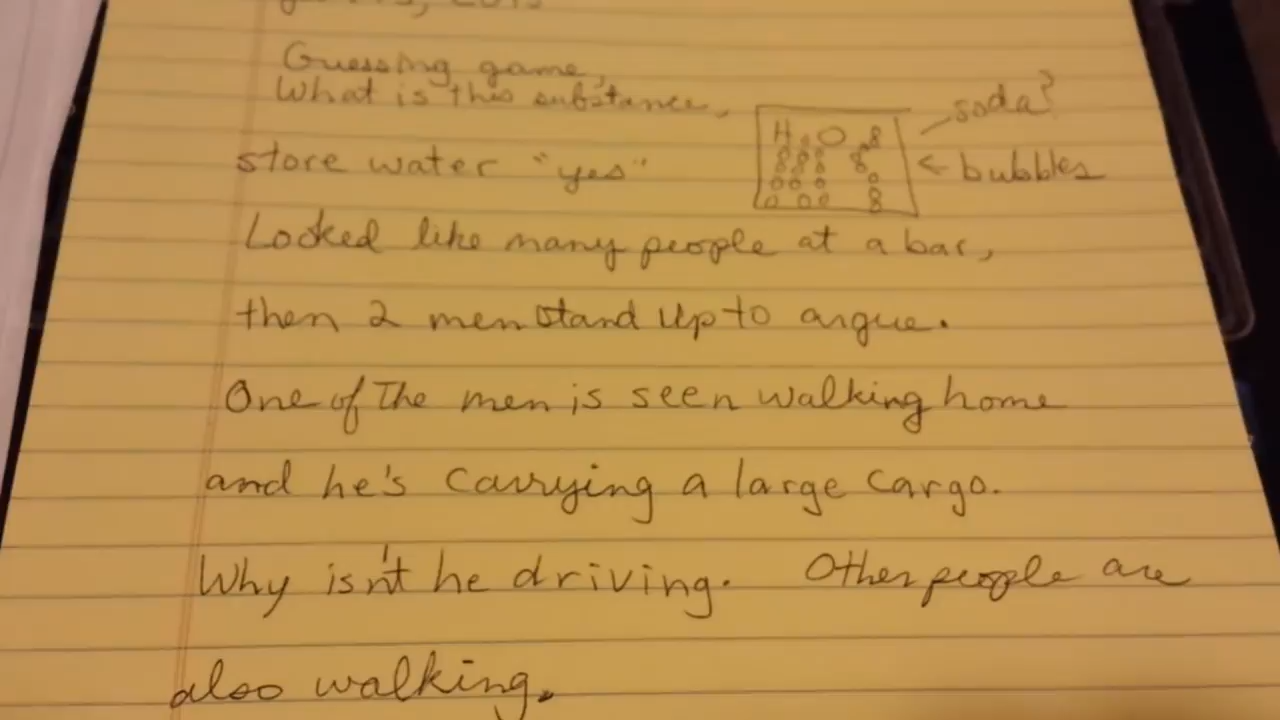 Guessing game,
What is this substance,
soda?
H O
store water "yes"
bubbles
Looked like many people at a bar,
then 2 men stand up to argue.
One of The men is seen walking home
and he's carrying a large cargo.
Why isn't he driving. Other people are
also walking.